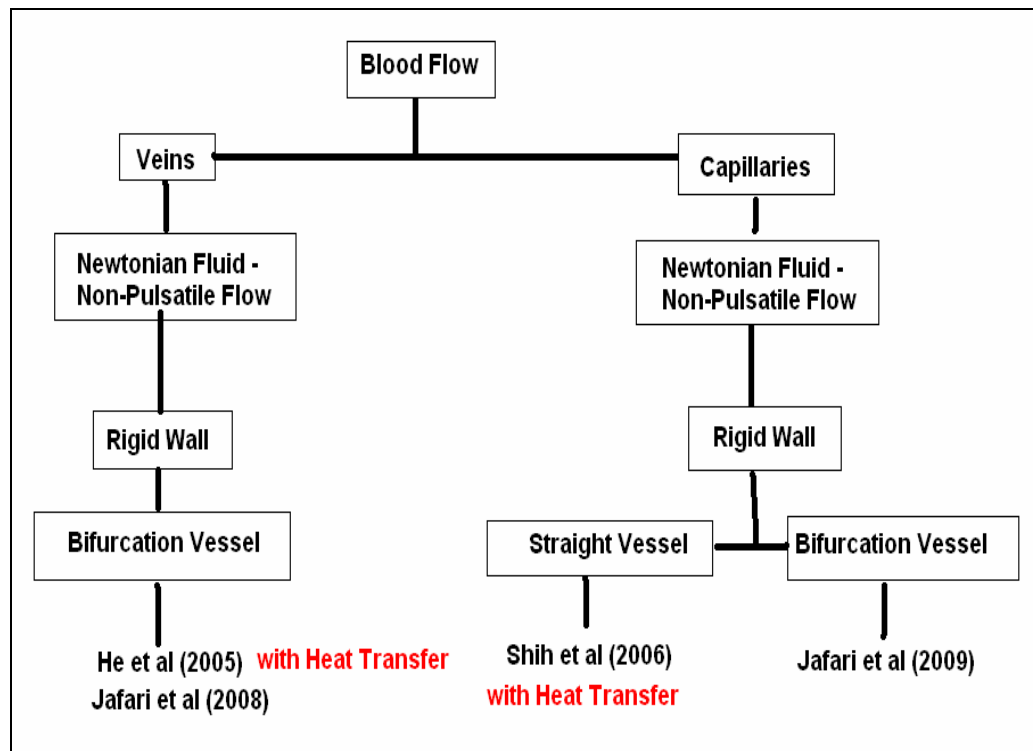 Blood Flow
Veins
Capillaries
Newtonian Fluid -
Non-Pulsatile Flow
Newtonian Fluid -
Non-Pulsatile Flow
Rigid Wall
Rigid Wall
Bifurcation Vessel
Straight Vessel
Bifurcation Vessel
He et al (2005) with Heat Transfer
Jafari et al (2008)
Shih et al (2006)
with Heat Transfer
Jafari et al (2009)